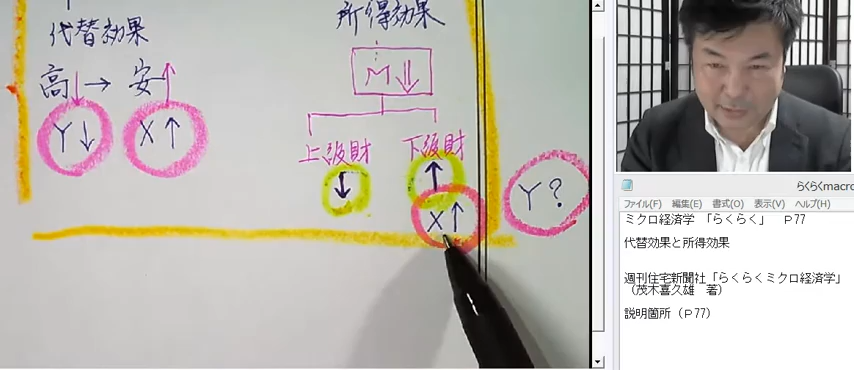 代替効果
高↓ → 安↑
Y↓ X↑
所得効果
M⇓
上級財 下級財
↓ ↑
X↑
Y?
らくらくmacro
ファイル(F) 編集(E) 書式(O) 表示(V) ヘルプ(H)
ミクロ経済学 「らくらく」 P77
代替効果と所得効果
週刊住宅新聞社「らくらくミクロ経済学」
(茂木喜久雄 著)
説明箇所(P77)